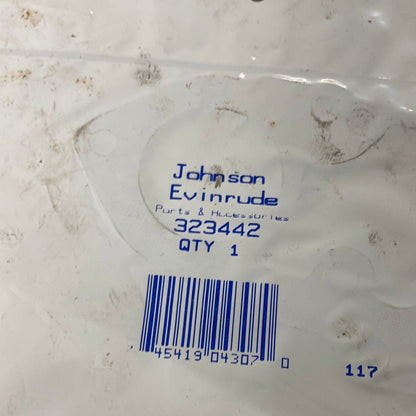 Johnson
Evinrude
Parts & Accessories
323442
QTY 1
45419 04307 0
117